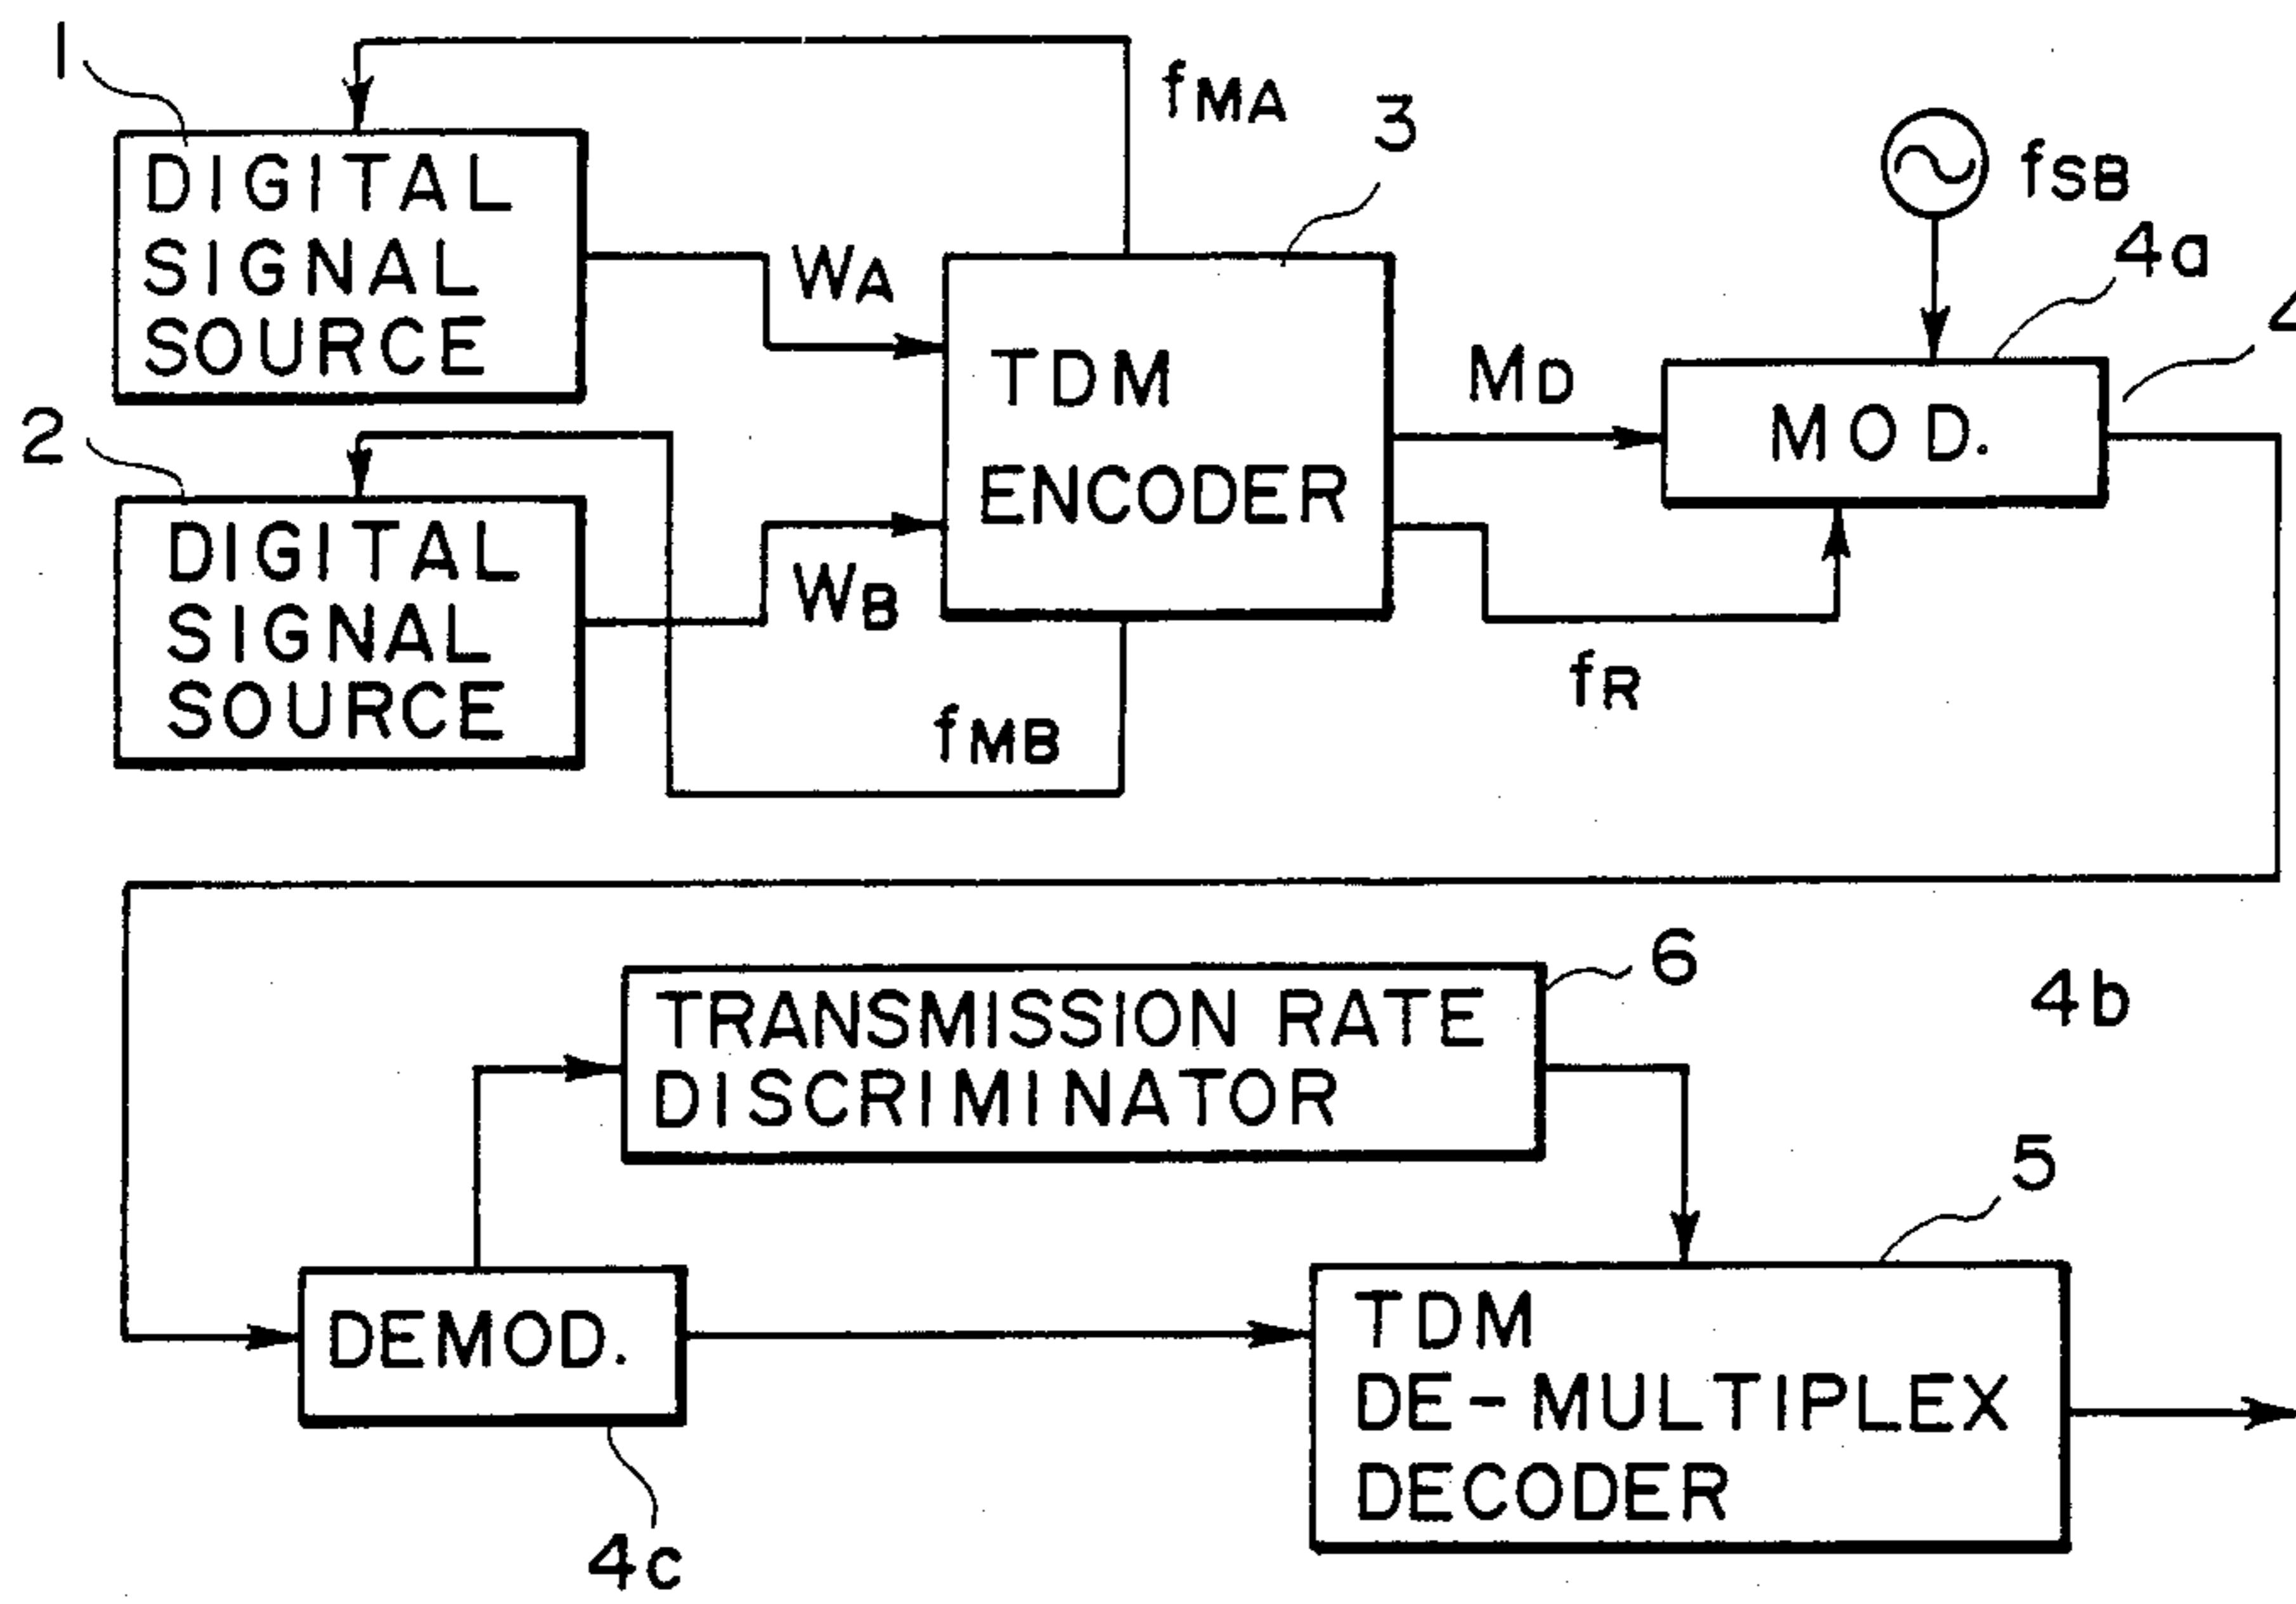 1
fMA
3
DIGITAL
SIGNAL
SOURCE
WA
fSB
4a
4
TDM
ENCODER
MD
MOD.
2
DIGITAL
SIGNAL
SOURCE
WB
fMB
fR
6
TRANSMISSION RATE
DISCRIMINATOR
4b
5
DEMOD.
4c
TDM
DE-MULTIPLEX
DECODER